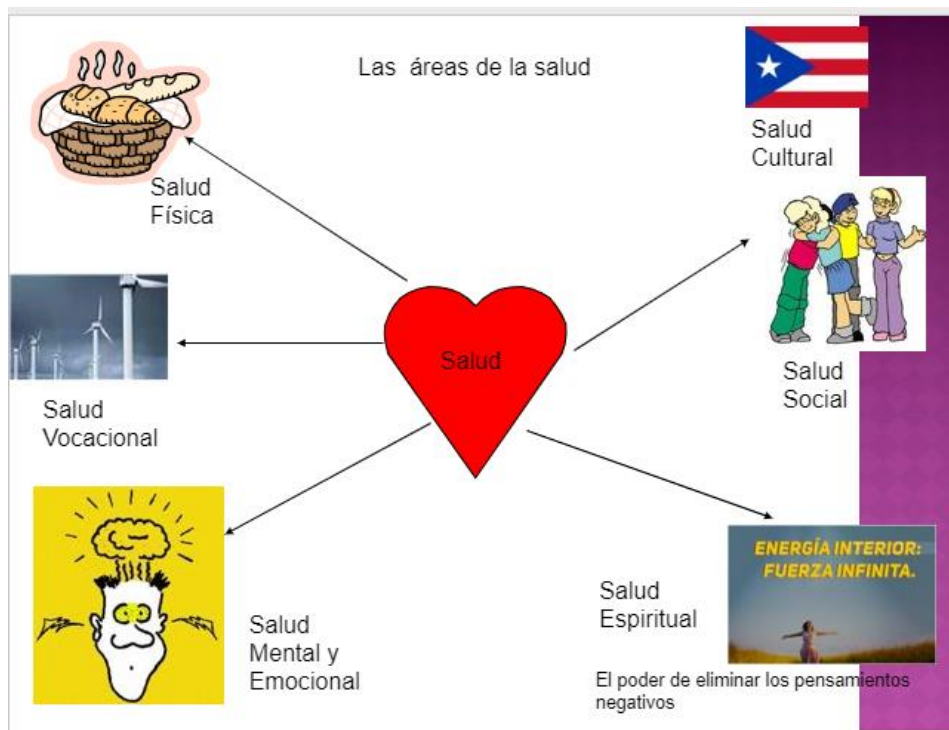 Las áreas de la salud
Salud
Cultural
Salud
Física
Salud
Social
Salud
Salud
Vocacional
Salud
Mental y
Emocional
Salud
Espiritual
ENERGÍA INTERIOR:
FUERZA INFINITA.
El poder de eliminar los pensamientos
negativos